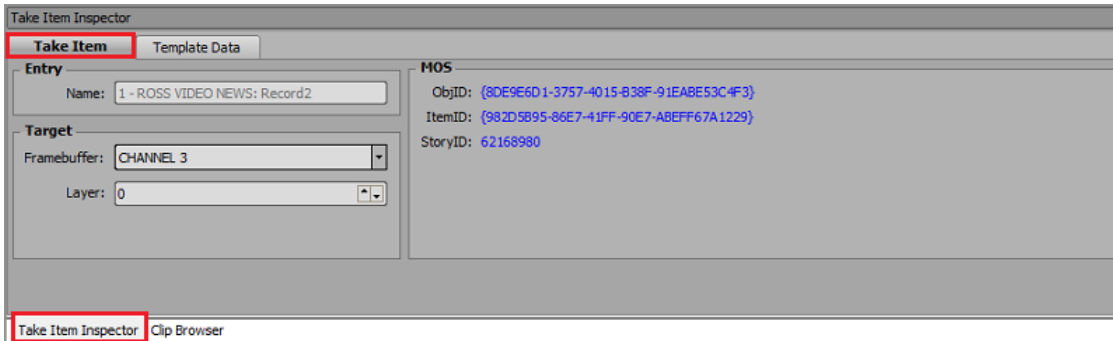 Take Item Inspector
Take Item Template Data
Entry
Name: 1 - ROSS VIDEO NEWS: Record2
Target
Framebuffer: CHANNEL 3
Layer: 0
MOS
ObjID: {8DE9E6D1-3757-4015-B38F-91EABE53C4F3}
ItemID: {982D5B95-86E7-41FF-90E7-ABEFF67A1229}
StoryID: 62168980
Take Item Inspector Clip Browser